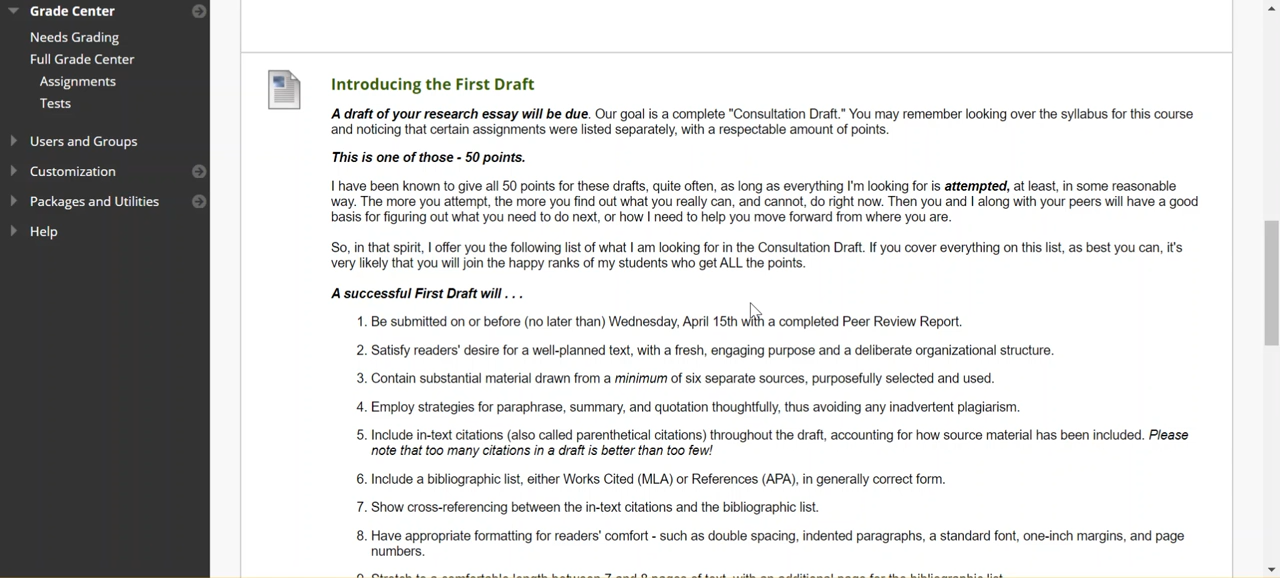 Grade Center
Needs Grading
Full Grade Center
Assignments
Tests
Users and Groups
Customization
Packages and Utilities
Help
Introducing the First Draft
A draft of your research essay will be due. Our goal is a complete "Consultation Draft." You may remember looking over the syllabus for this course
and noticing that certain assignments were listed separately, with a respectable amount of points.
This is one of those - 50 points.
I have been known to give all 50 points for these drafts, quite often, as long as everything I'm looking for is attempted, at least, in some reasonable
way. The more you attempt, the more you find out what you really can, and cannot, do right now. Then you and I along with your peers will have a good
basis for figuring out what you need to do next, or how I need to help you move forward from where you are.
So, in that spirit, I offer you the following list of what I am looking for in the Consultation Draft. If you cover everything on this list, as best you can, it's
very likely that you will join the happy ranks of my students who get ALL the points.
A successful First Draft will . . .
1. Be submitted on or before (no later than) Wednesday, April 15th with a completed Peer Review Report.
2. Satisfy readers' desire for a well-planned text, with a fresh, engaging purpose and a deliberate organizational structure.
3. Contain substantial material drawn from a minimum of six separate sources, purposefully selected and used.
4. Employ strategies for paraphrase, summary, and quotation thoughtfully, thus avoiding any inadvertent plagiarism.
5. Include in-text citations (also called parenthetical citations) throughout the draft, accounting for how source material has been included. Please
note that too many citations in a draft is better than too few!
6. Include a bibliographic list, either Works Cited (MLA) or References (APA), in generally correct form.
7. Show cross-referencing between the in-text citations and the bibliographic list.
8. Have appropriate formatting for readers' comfort - such as double spacing, indented paragraphs, a standard font, one-inch margins, and page
numbers.